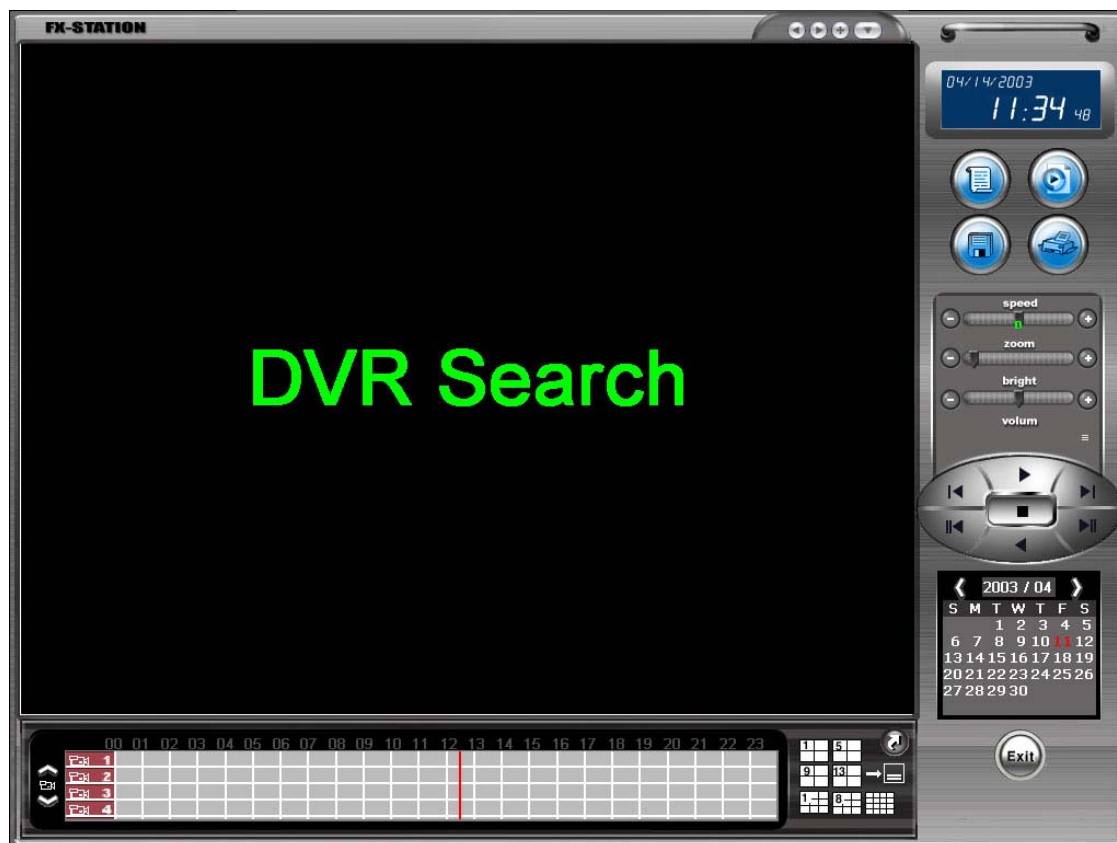 FX-STATION
04/14/2003
11:34 48
speed
n
zoom
bright
volum
DVR Search
2003 / 04
S M T W T F S
1 2 3 4 5
6 7 8 9 10 11 12
13 14 15 16 17 18 19
20 21 22 23 24 25 26
27 28 29 30
00 01 02 03 04 05 06 07 08 09 10 11 12 13 14 15 16 17 18 19 20 21 22 23
1
2
3
4
1 5
9 13
1 8
Exit